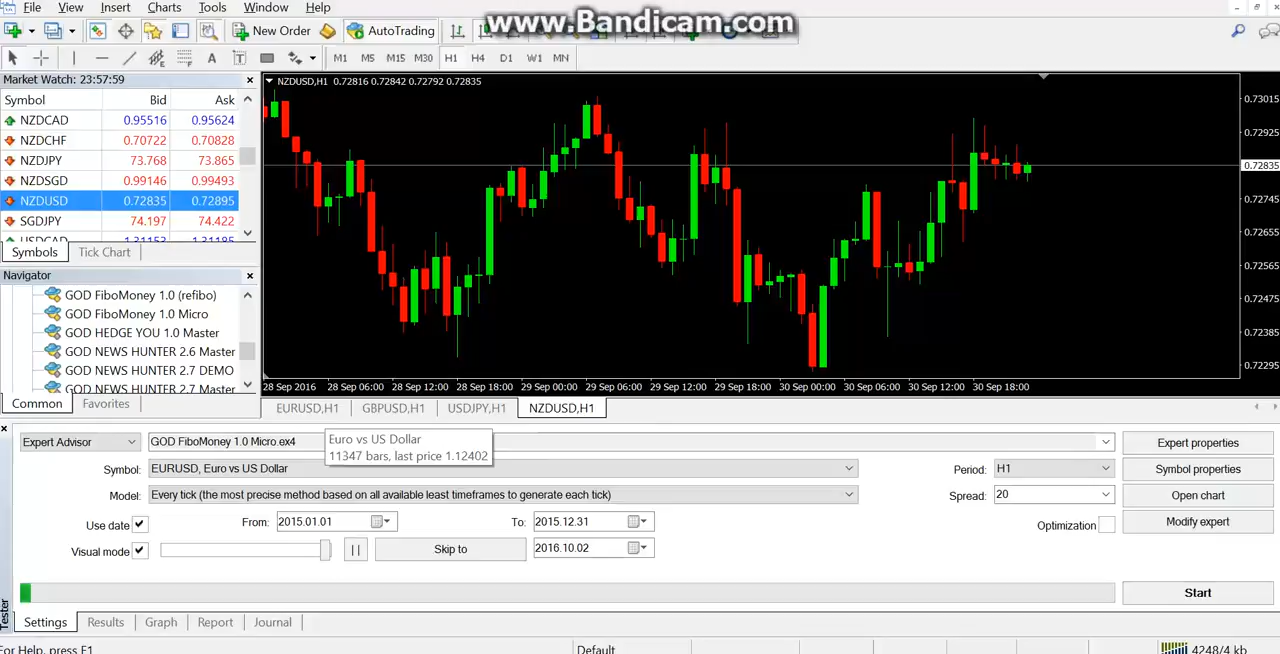 File View Insert Charts Tools Window Help
www.Bandicam.com
New Order AutoTrading
A T M1 M5 M15 M30 H1 H4 D1 W1 MN
Market Watch: 23:57:59
Symbol Bid Ask
NZDCAD 0.95516 0.95624
NZDCHF 0.70722 0.70828
NZDJPY 73.768 73.865
NZDSGD 0.99146 0.99493
NZDUSD 0.72835 0.72895
SGDJPY 74.197 74.422
USDCAD 1.31153 1.31185
Symbols Tick Chart
Navigator
GOD FiboMoney 1.0 (refibo)
GOD FiboMoney 1.0 Micro
GOD HEDGE YOU 1.0 Master
GOD NEWS HUNTER 2.6 Master
GOD NEWS HUNTER 2.7 DEMO
GOD NEWS HUNTER 2.7 Master
Common Favorites
NZDUSD,H1 0.72816 0.72842 0.72792 0.72835
0.73015
0.72925
0.72835
0.72745
0.72655
0.72565
0.72475
0.72385
0.72295
28 Sep 2016 28 Sep 06:00 28 Sep 12:00 28 Sep 18:00 29 Sep 00:00 29 Sep 06:00 29 Sep 12:00 29 Sep 18:00 30 Sep 00:00 30 Sep 06:00 30 Sep 12:00 30 Sep 18:00
EURUSD,H1 GBPUSD,H1 USDJPY,H1 NZDUSD,H1
Expert Advisor GOD FiboMoney 1.0 Micro.ex4 Expert properties
Euro vs US Dollar
11347 bars, last price 1.12402
Symbol: EURUSD, Euro vs US Dollar Period: H1 Symbol properties
Model: Every tick (the most precise method based on all available least timeframes to generate each tick) Spread: 20 Open chart
Use date From: 2015.01.01 To: 2015.12.31 Optimization Modify expert
Visual mode Skip to 2016.10.02
Start
Tester
Settings Results Graph Report Journal
For Help, press F1 Default 4248/4 kb